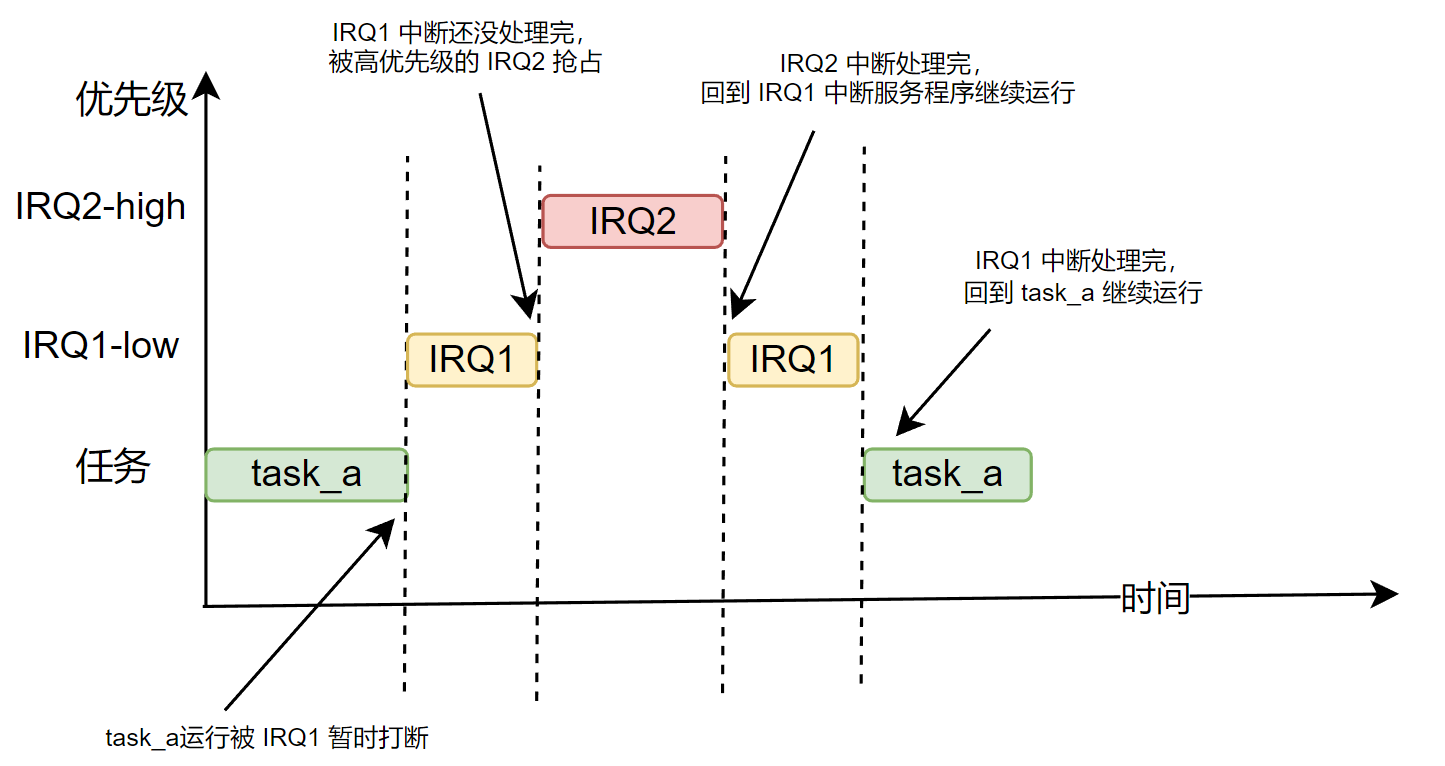 IRQ1 中断还没处理完，
被高优先级的 IRQ2 抢占
IRQ2 中断处理完，
回到 IRQ1 中断服务程序继续运行
优先级
IRQ2-high
IRQ2
IRQ1 中断处理完，
回到 task_a 继续运行
IRQ1-low
IRQ1
IRQ1
任务
task_a
task_a
时间
task_a运行被 IRQ1 暂时打断